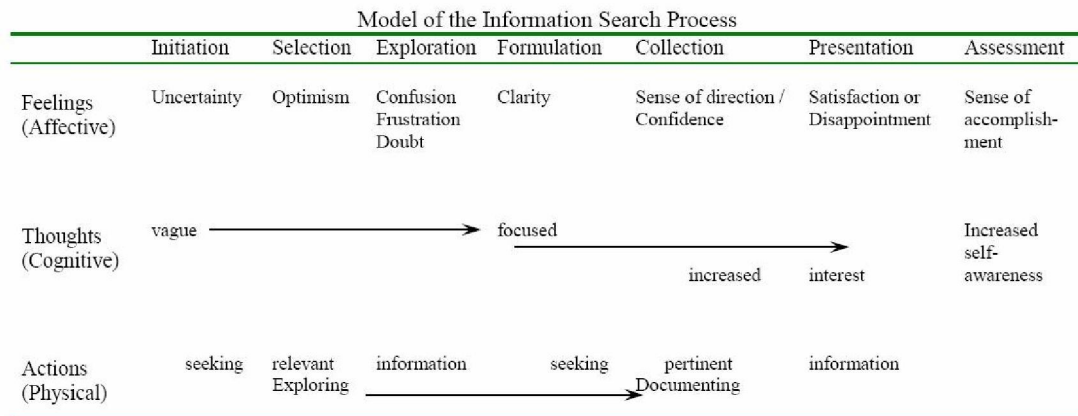 Model of the Information Search Process
Initiation Selection Exploration Formulation Collection Presentation Assessment
Feelings (Affective)
Uncertainty
Optimism
Confusion
Frustration
Doubt
Clarity
Sense of direction /
Confidence
Satisfaction or
Disappointment
Sense of
accomplish-
ment
Thoughts
(Cognitive)
vague
focused
increased interest
Increased
self-
awareness
Actions
(Physical)
seeking relevant information seeking pertinent information
Exploring Documenting